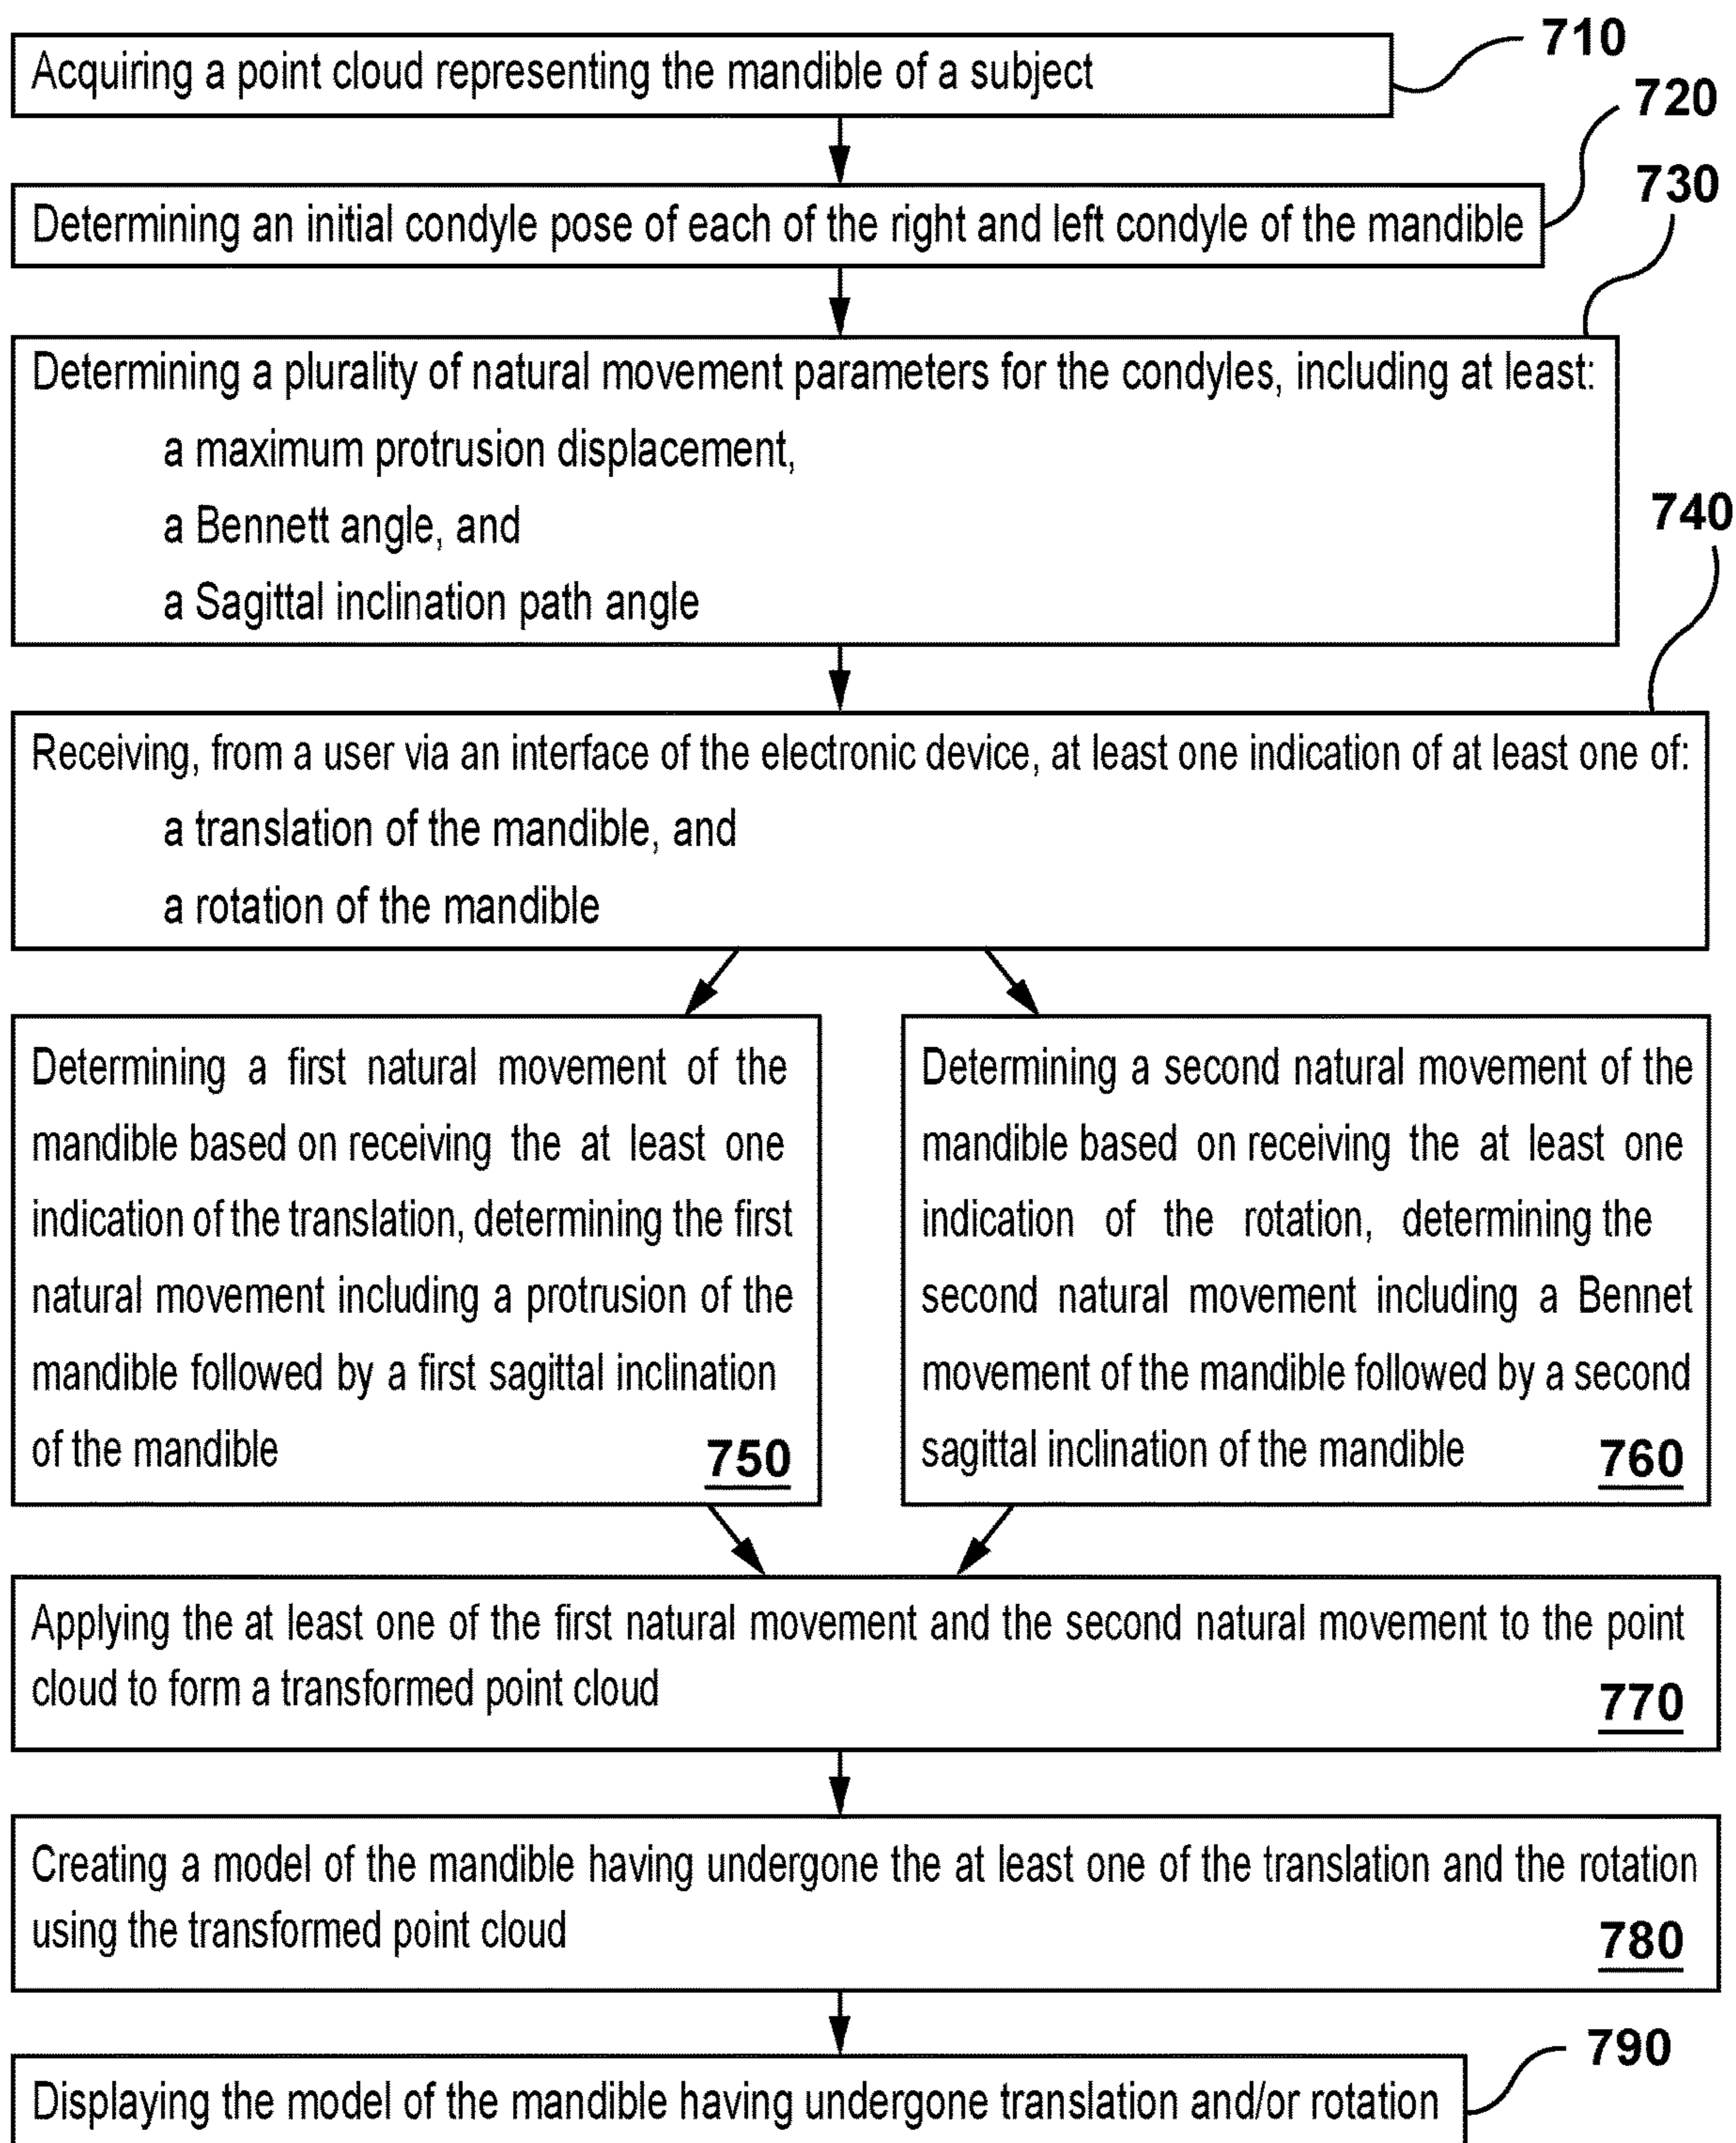 Acquiring a point cloud representing the mandible of a subject
710
720
Determining an initial condyle pose of each of the right and left condyle of the mandible
730
Determining a plurality of natural movement parameters for the condyles, including at least:
a maximum protrusion displacement,
a Bennett angle, and
a Sagittal inclination path angle
740
Receiving, from a user via an interface of the electronic device, at least one indication of at least one of:
a translation of the mandible, and
a rotation of the mandible
Determining a first natural movement of the
mandible based on receiving the at least one
indication of the translation, determining the first
natural movement including a protrusion of the
mandible followed by a first sagittal inclination
of the mandible
750
Determining a second natural movement of the
mandible based on receiving the at least one
indication of the rotation, determining the
second natural movement including a Bennet
movement of the mandible followed by a second
sagittal inclination of the mandible
760
Applying the at least one of the first natural movement and the second natural movement to the point
cloud to form a transformed point cloud
770
Creating a model of the mandible having undergone the at least one of the translation and the rotation
using the transformed point cloud
780
790
Displaying the model of the mandible having undergone translation and/or rotation